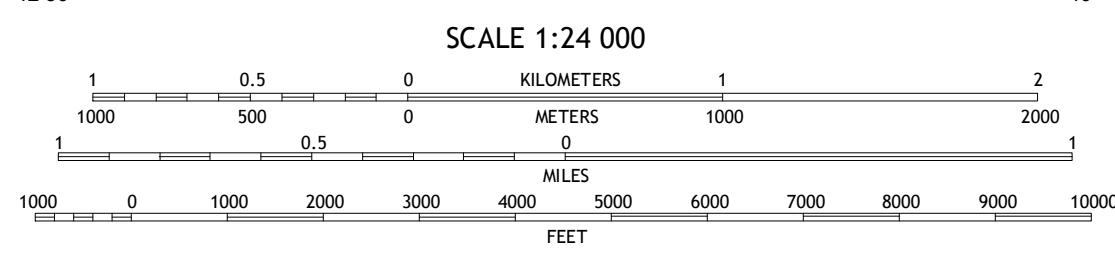 SCALE 1:24 000
1 0.5 0 KILOMETERS 1 2
1000 500 0 METERS 1000 2000
1 0.5 0 1
MILES
1000 0 1000 2000 3000 4000 5000 6000 7000 8000 9000 10000
FEET